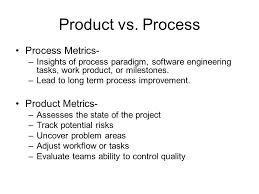 Product vs. Process
• Process Metrics-
– Insights of process paradigm, software engineering
tasks, work product, or milestones.
– Lead to long term process improvement.
• Product Metrics-
– Assesses the state of the project
– Track potential risks
– Uncover problem areas
– Adjust workflow or tasks
– Evaluate teams ability to control quality